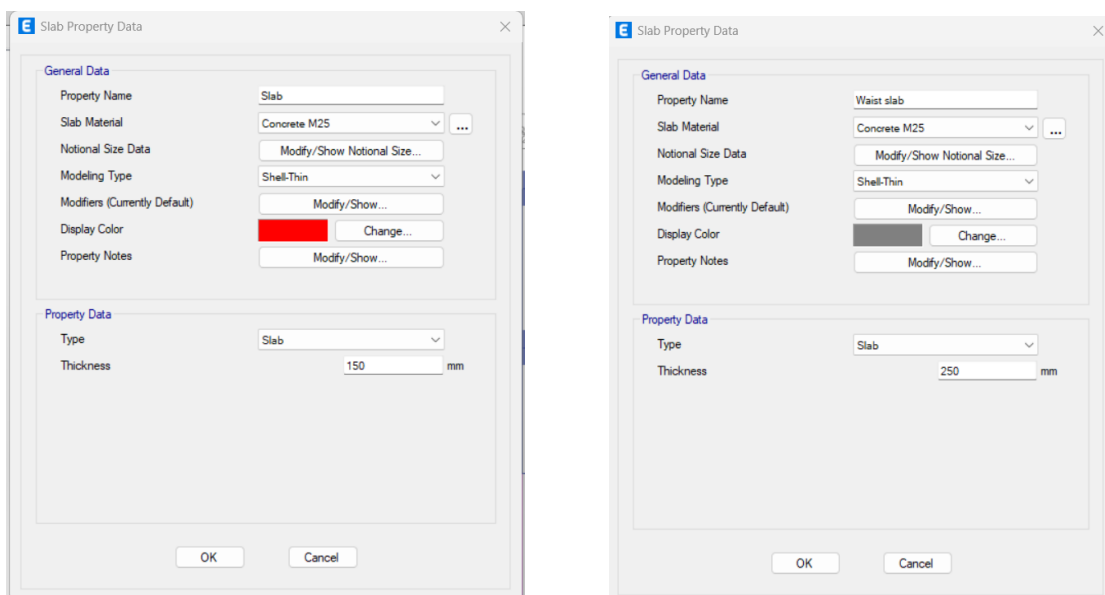 E Slab Property Data
General Data
Property Name Slab
Slab Material Concrete M25 ...
Notional Size Data Modify/Show Notional Size...
Modeling Type Shell-Thin
Modifiers (Currently Default) Modify/Show...
Display Color Change...
Property Notes Modify/Show...
Property Data
Type Slab
Thickness 150 mm
OK Cancel
E Slab Property Data
General Data
Property Name Waist slab
Slab Material Concrete M25 ...
Notional Size Data Modify/Show Notional Size...
Modeling Type Shell-Thin
Modifiers (Currently Default) Modify/Show...
Display Color Change...
Property Notes Modify/Show...
Property Data
Type Slab
Thickness 250 mm
OK Cancel